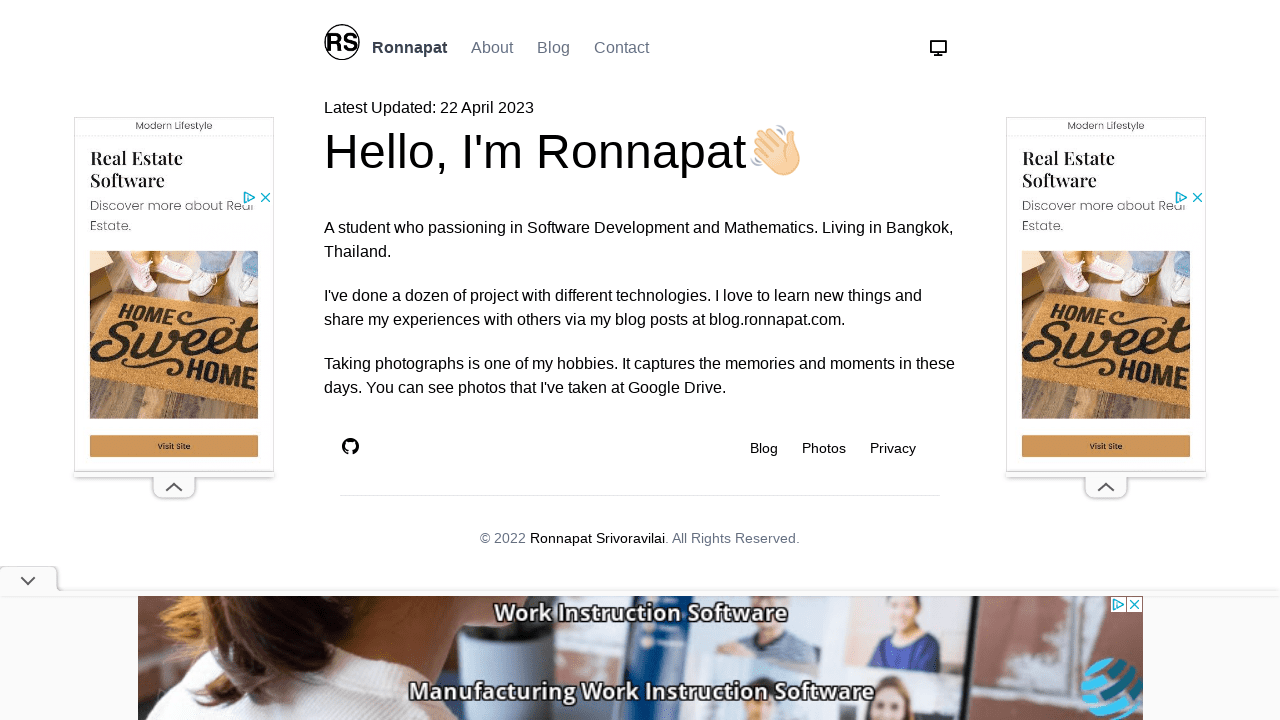 RS Ronnapat About Blog Contact
Latest Updated: 22 April 2023
Hello, I'm Ronnapat
A student who passioning in Software Development and Mathematics. Living in Bangkok,
Thailand.
I've done a dozen of project with different technologies. I love to learn new things and
share my experiences with others via my blog posts at blog.ronnapat.com.
Taking photographs is one of my hobbies. It captures the memories and moments in these
days. You can see photos that I've taken at Google Drive.
Blog Photos Privacy
© 2022 Ronnapat Srivoravilai. All Rights Reserved.
Modern Lifestyle
Real Estate
Software
Discover more about Real
Estate.
HOME
Sweet
HOME
Visit Site
Modern Lifestyle
Real Estate
Software
Discover more about Real
Estate.
HOME
Sweet
HOME
Visit Site
Work Instruction Software
Manufacturing Work Instruction Software